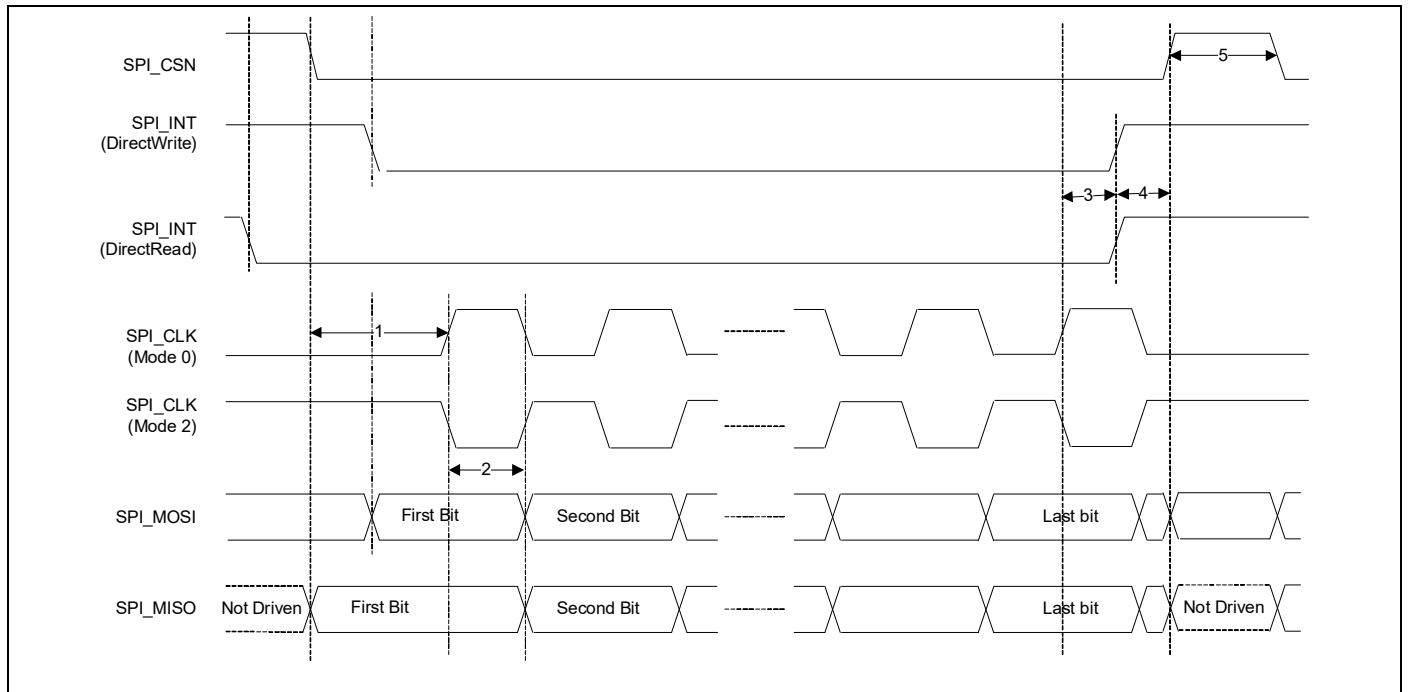 SPI_CSN
5
SPI_INT
(DirectWrite)
3
4
SPI_INT
(DirectRead)
1
SPI_CLK
(Mode 0)
SPI_CLK
(Mode 2)
2
SPI_MOSI
First Bit
Second Bit
Last bit
SPI_MISO
Not Driven
First Bit
Second Bit
Last bit
Not Driven